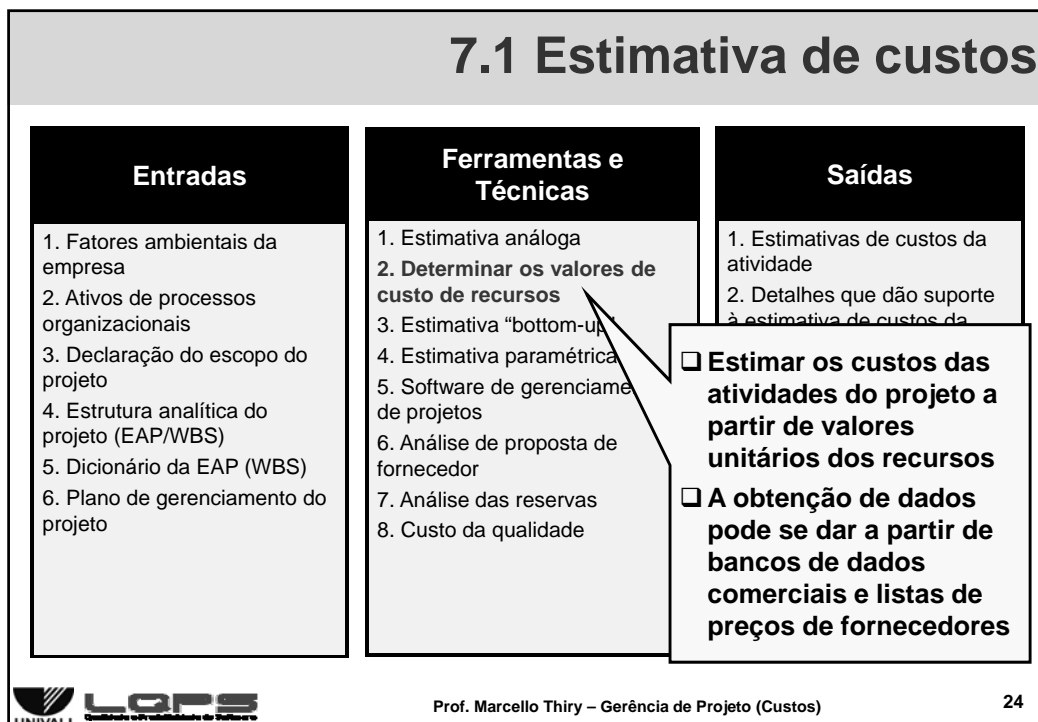 7.1 Estimativa de custos
Entradas
1. Fatores ambientais da
empresa
2. Ativos de processos
organizacionais
3. Declaração do escopo do
projeto
4. Estrutura analítica do
projeto (EAP/WBS)
5. Dicionário da EAP (WBS)
6. Plano de gerenciamento do
projeto
Ferramentas e
Técnicas
1. Estimativa análoga
2. Determinar os valores de
custo de recursos
3. Estimativa “bottom-up”
4. Estimativa paramétrica
5. Software de gerenciame
de projetos
6. Análise de proposta de
fornecedor
7. Análise das reservas
8. Custo da qualidade
Saídas
1. Estimativas de custos da
atividade
2. Detalhes que dão suporte
à estimativa de custos da
❑ Estimar os custos das
atividades do projeto a
partir de valores
unitários dos recursos
❑ A obtenção de dados
pode se dar a partir de
bancos de dados
comerciais e listas de
preços de fornecedores
UNIVALI
LQPS
Prof. Marcello Thiry – Gerência de Projeto (Custos)
24